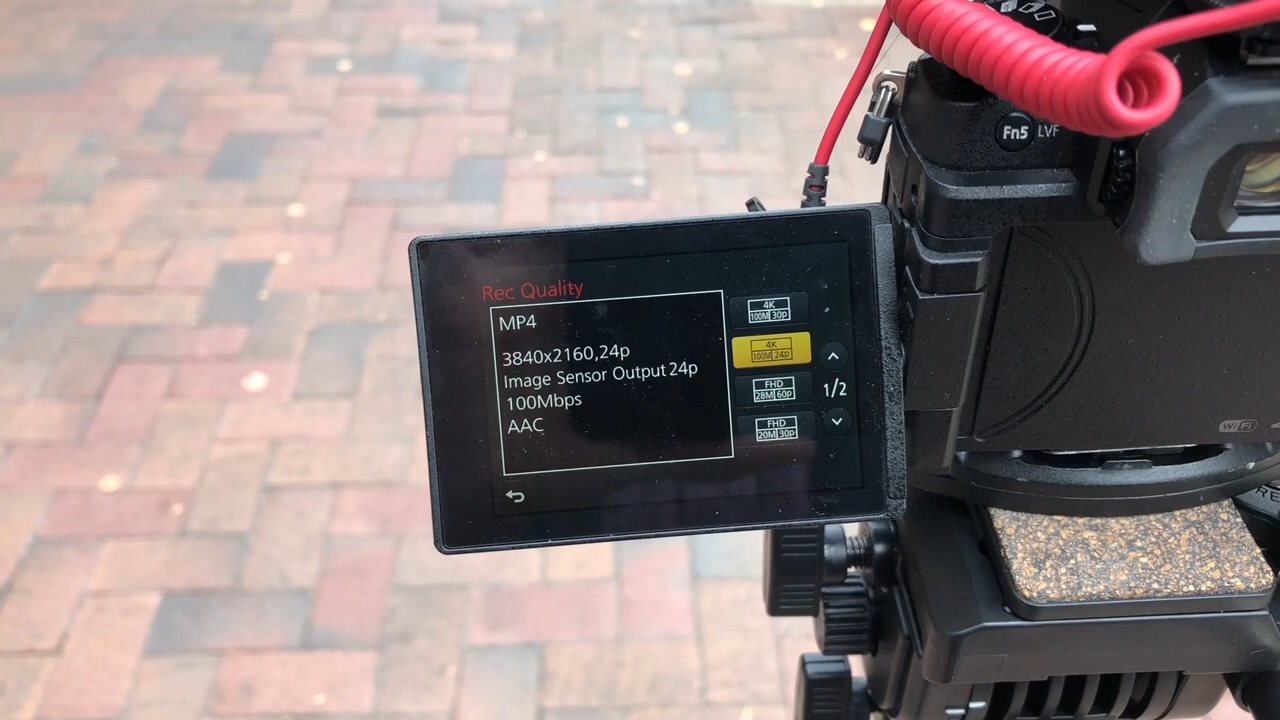 Fn5 LVF
Rec Quality
MP4
3840x2160,24p
Image Sensor Output 24p
100Mbps
AAC
4K
100M 30p
4K
100M 24p
FHD
28M 60p
FHD
20M 30p
1/2
WiFi